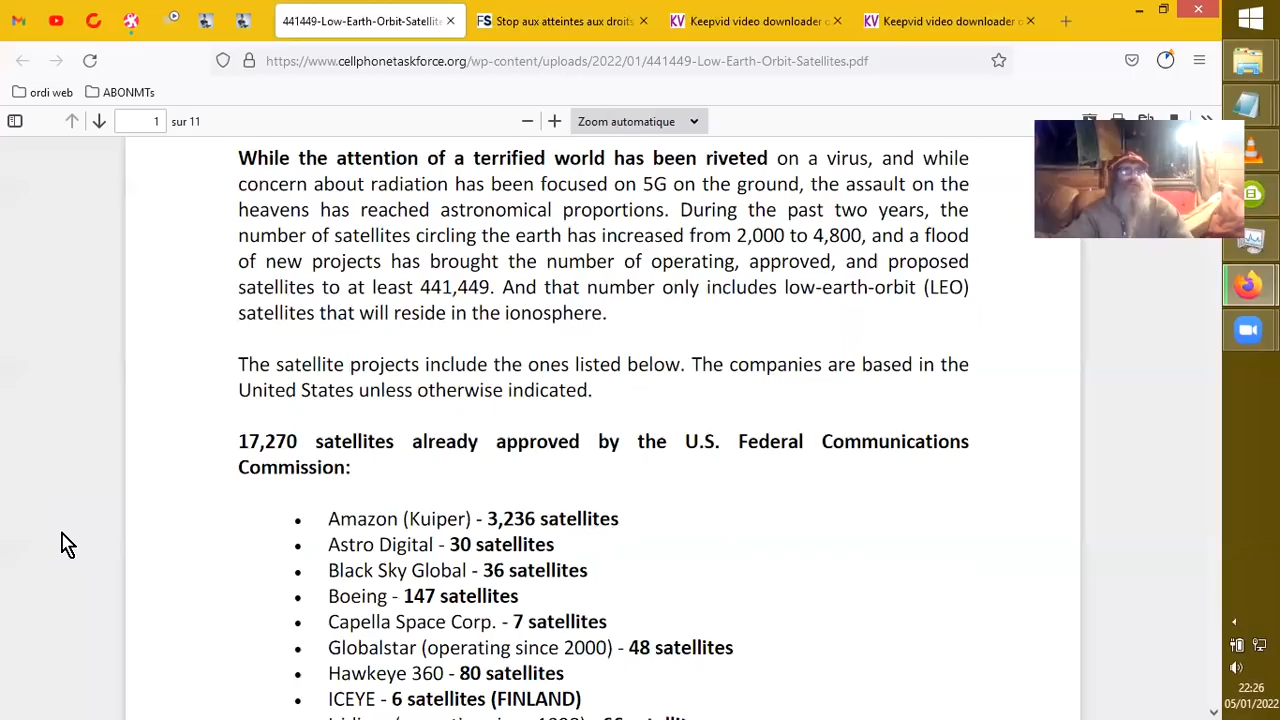 441449-Low-Earth-Orbit-Satellite
Stop aux atteintes aux droits
Keepvid video downloader
Keepvid video downloader
https://www.cellphonetaskforce.org/wp-content/uploads/2022/01/441449-Low-Earth-Orbit-Satellites.pdf
ordi web
ABONMTs
1 sur 11
Zoom automatique
While the attention of a terrified world has been riveted on a virus, and while
concern about radiation has been focused on 5G on the ground, the assault on the
heavens has reached astronomical proportions. During the past two years, the
number of satellites circling the earth has increased from 2,000 to 4,800, and a flood
of new projects has brought the number of operating, approved, and proposed
satellites to at least 441,449. And that number only includes low-earth-orbit (LEO)
satellites that will reside in the ionosphere.
The satellite projects include the ones listed below. The companies are based in the
United States unless otherwise indicated.
17,270 satellites already approved by the U.S. Federal Communications
Commission:
• Amazon (Kuiper) - 3,236 satellites
• Astro Digital - 30 satellites
• Black Sky Global - 36 satellites
• Boeing - 147 satellites
• Capella Space Corp. - 7 satellites
• Globalstar (operating since 2000) - 48 satellites
• Hawkeye 360 - 80 satellites
• ICEYE - 6 satellites (FINLAND)
22:26
05/01/2022